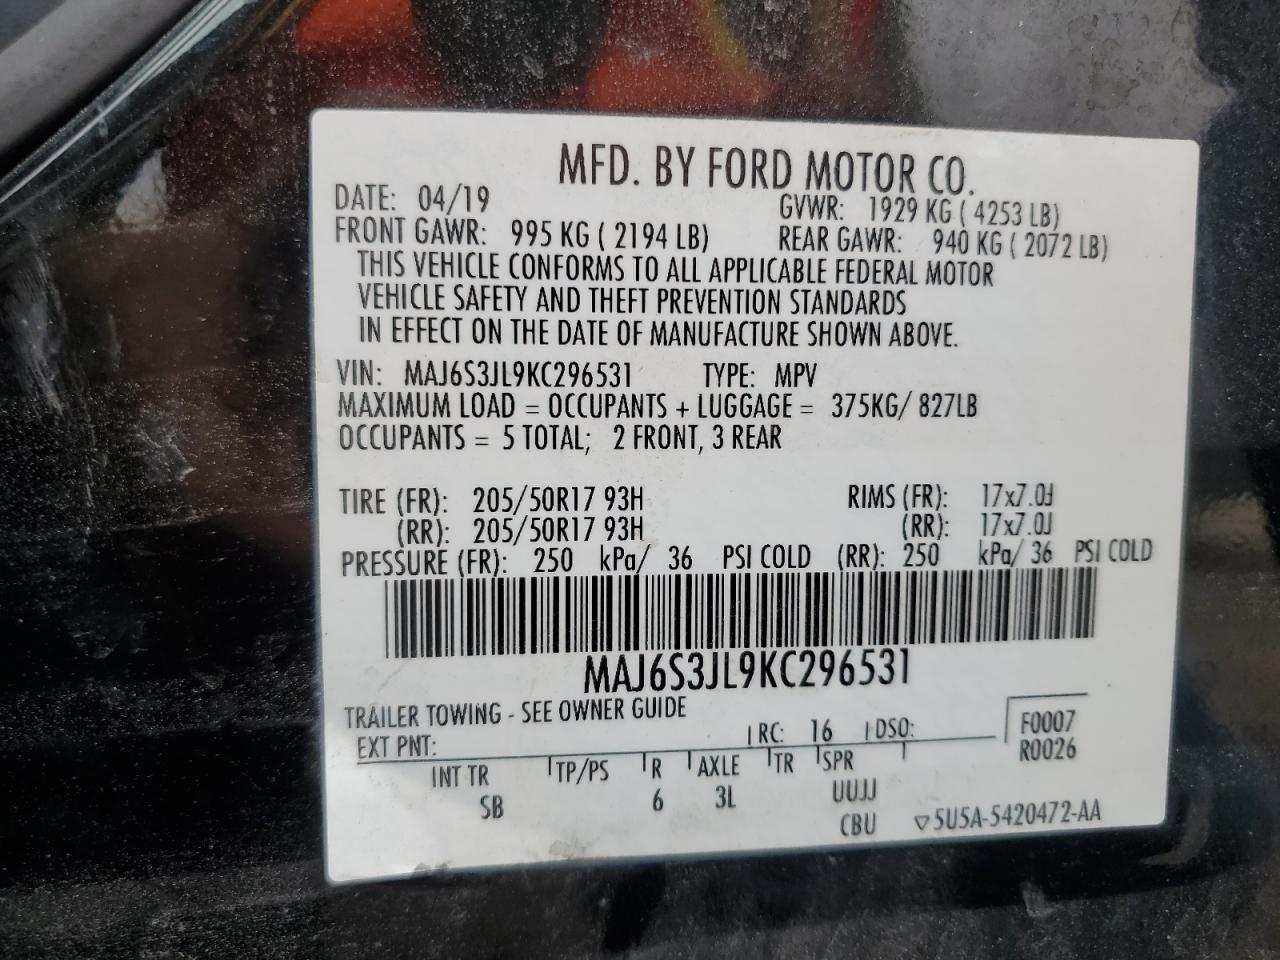 MFD. BY FORD MOTOR CO.
DATE: 04/19 GVWR: 1929 KG ( 4253 LB)
FRONT GAWR: 995 KG ( 2194 LB) REAR GAWR: 940 KG ( 2072 LB)
THIS VEHICLE CONFORMS TO ALL APPLICABLE FEDERAL MOTOR
VEHICLE SAFETY AND THEFT PREVENTION STANDARDS
IN EFFECT ON THE DATE OF MANUFACTURE SHOWN ABOVE.
VIN: MAJ6S3JL9KC296531 TYPE: MPV
MAXIMUM LOAD = OCCUPANTS + LUGGAGE = 375KG/ 827LB
OCCUPANTS = 5 TOTAL; 2 FRONT, 3 REAR
TIRE (FR): 205/50R17 93H RIMS (FR): 17x7.0J
(RR): 205/50R17 93H (RR): 17x7.0J
PRESSURE (FR): 250 kPa/ 36 PSI COLD (RR): 250 kPa/ 36 PSI COLD
MAJ6S3JL9KC296531
TRAILER TOWING - SEE OWNER GUIDE
EXT PNT: RC: 16 DSO: F0007
R0026
INT TR TP/PS R AXLE TR SPR
SB 6 3L UUJJ
CBU ▽5U5A-5420472-AA